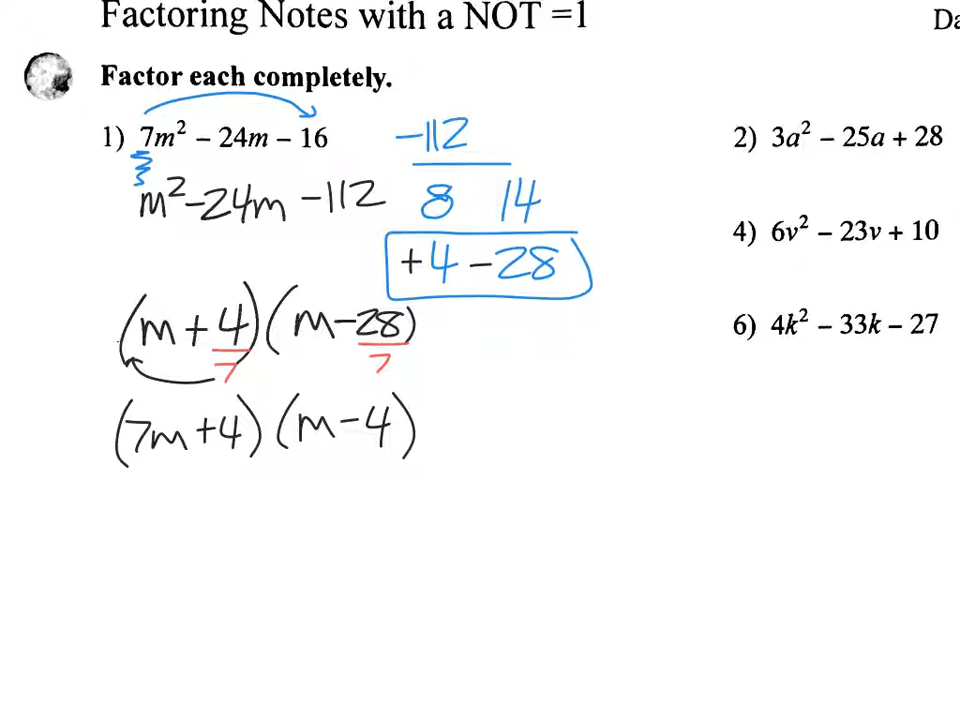 Factoring Notes with a NOT =1
Factor each completely.
1) 7m² − 24m − 16
−112
2) 3a² − 25a + 28
m² − 24m − 112
8 14
+4 −28
4) 6v² − 23v + 10
(m + 4)(m − 28)
7 7
6) 4k² − 33k − 27
(7m + 4)(m − 4)